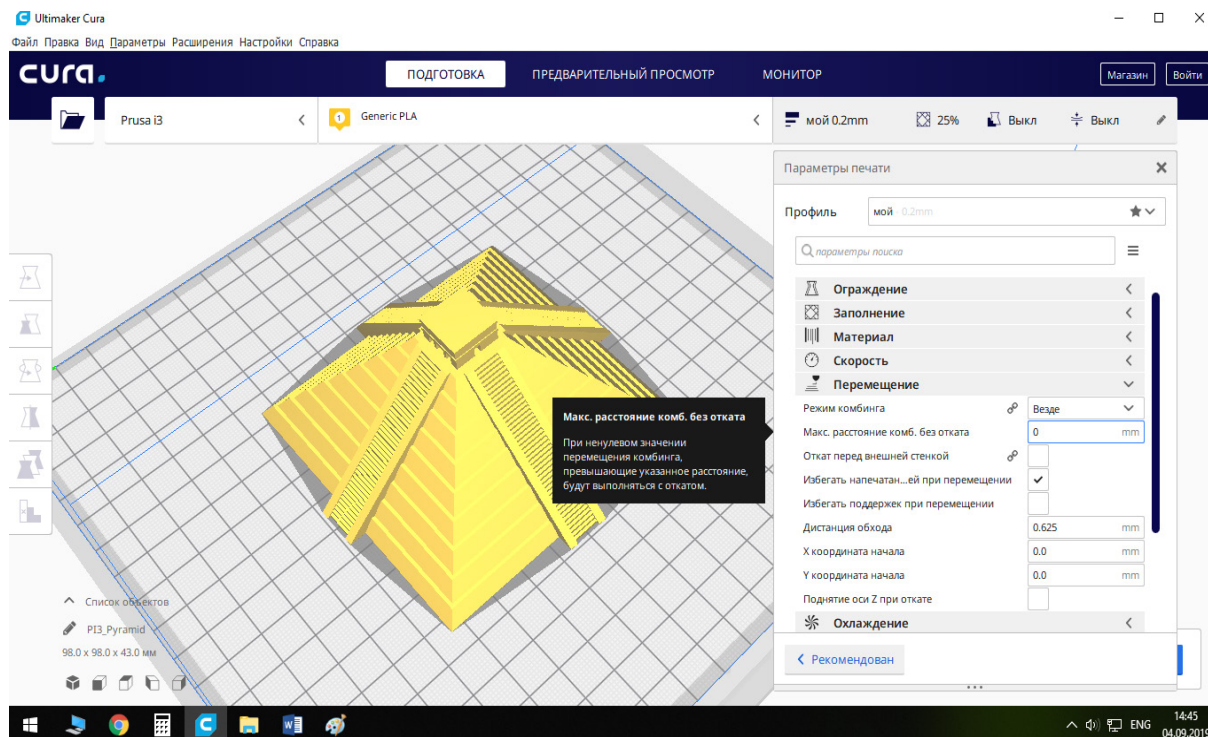 Ultimaker Cura
Файл Правка Вид Параметры Расширения Настройки Справка
cura.
ПОДГОТОВКА
ПРЕДВАРИТЕЛЬНЫЙ ПРОСМОТР
МОНИТОР
Магазин
Войти
Prusa i3
1
Generic PLA
мой 0.2mm
25%
Выкл
Выкл
Параметры печати
Профиль
мой - 0.2mm
параметры поиска
Ограждение
Заполнение
Материал
Скорость
Перемещение
Режим комбинга
Везде
Макс. расстояние комб. без отката
0 mm
Откат перед внешней стенкой
Избегать напечатан...ей при перемещении
Избегать поддержек при перемещении
Дистанция обхода
0.625 mm
X координата начала
0.0 mm
Y координата начала
0.0 mm
Поднятие оси Z при откате
Охлаждение
Рекомендован
Макс. расстояние комб. без отката
При ненулевом значении
перемещения комбинга,
превышающие указанное расстояние,
будут выполняться с откатом.
Список объектов
PI3_Pyramid
98.0 x 98.0 x 43.0 мм
ENG
14:45
04.09.2019